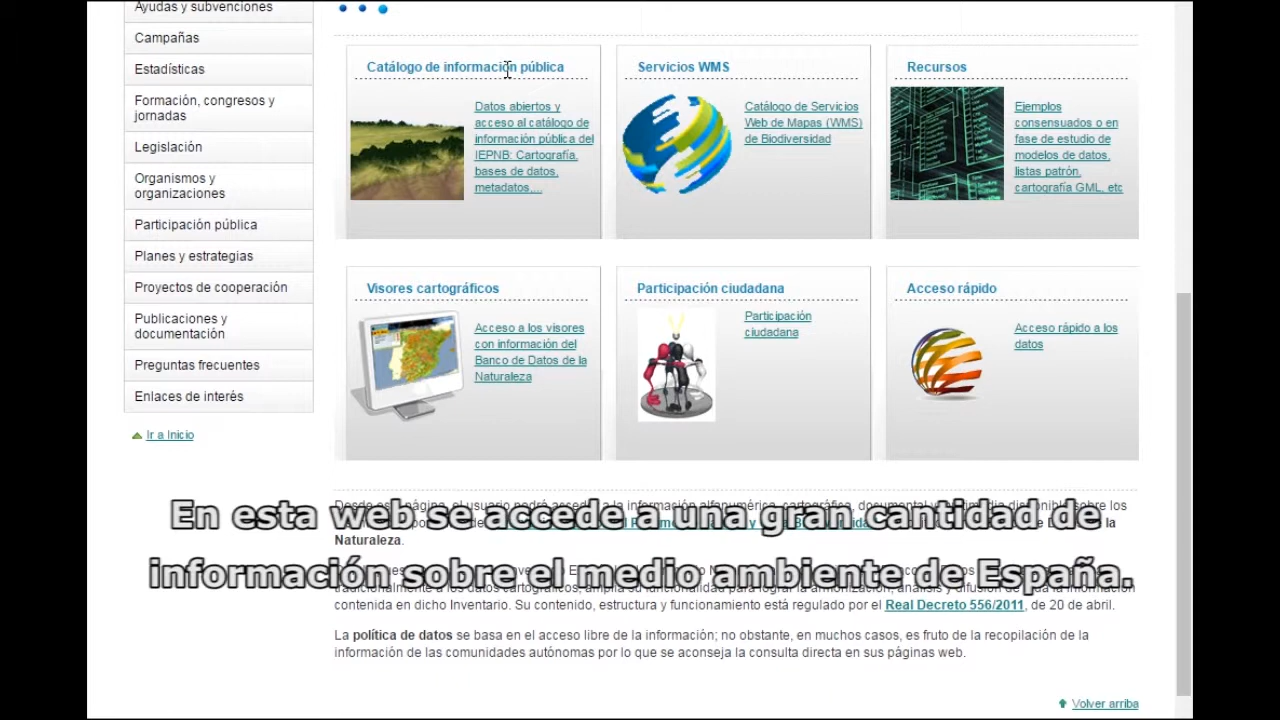 Ayudas y subvenciones
Campañas
Estadísticas
Formación, congresos y
jornadas
Legislación
Organismos y
organizaciones
Participación pública
Planes y estrategias
Proyectos de cooperación
Publicaciones y
documentación
Preguntas frecuentes
Enlaces de interés
Ir a Inicio
Catálogo de información pública
Datos abiertos y
acceso al catálogo de
información pública del
IEPNB: Cartografía,
bases de datos,
metadatos,...
Servicios WMS
Catálogo de Servicios
Web de Mapas (WMS)
de Biodiversidad
Recursos
Ejemplos
consensuados o en
fase de estudio de
modelos de datos,
listas patrón,
cartografía GML, etc
Visores cartográficos
Acceso a los visores
con información del
Banco de Datos de la
Naturaleza
Participación ciudadana
Participación
ciudadana
Acceso rápido
Acceso rápido a los
datos
En esta web se accede a una gran cantidad de
información sobre el medio ambiente de España.
Naturaleza.
contenida en dicho Inventario. Su contenido, estructura y funcionamiento está regulado por el Real Decreto 556/2011, de 20 de abril.
La política de datos se basa en el acceso libre de la información; no obstante, en muchos casos, es fruto de la recopilación de la
información de las comunidades autónomas por lo que se aconseja la consulta directa en sus páginas web.
Volver arriba